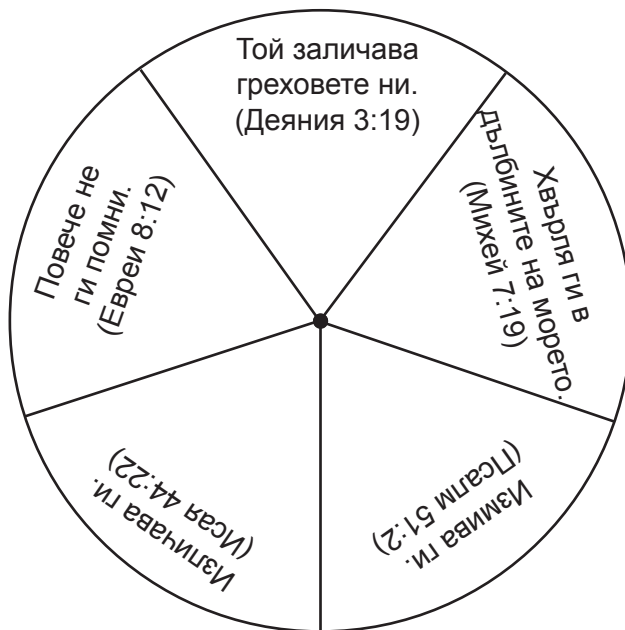 Той заличава
греховете ни.
(Деяния 3:19)
Хвърля ги в
дълбините на морето.
(Михей 7:19)
Измива ги.
(Псалм 51:2)
Изличава ги.
(Исая 44:22)
Повече не
ги помни.
(Евреи 8:12)